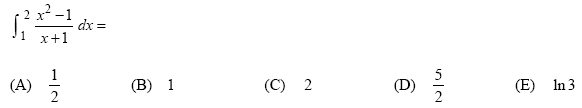 ∫₁² (x² − 1)/(x + 1) dx =
(A) 1/2 (B) 1 (C) 2 (D) 5/2 (E) ln 3